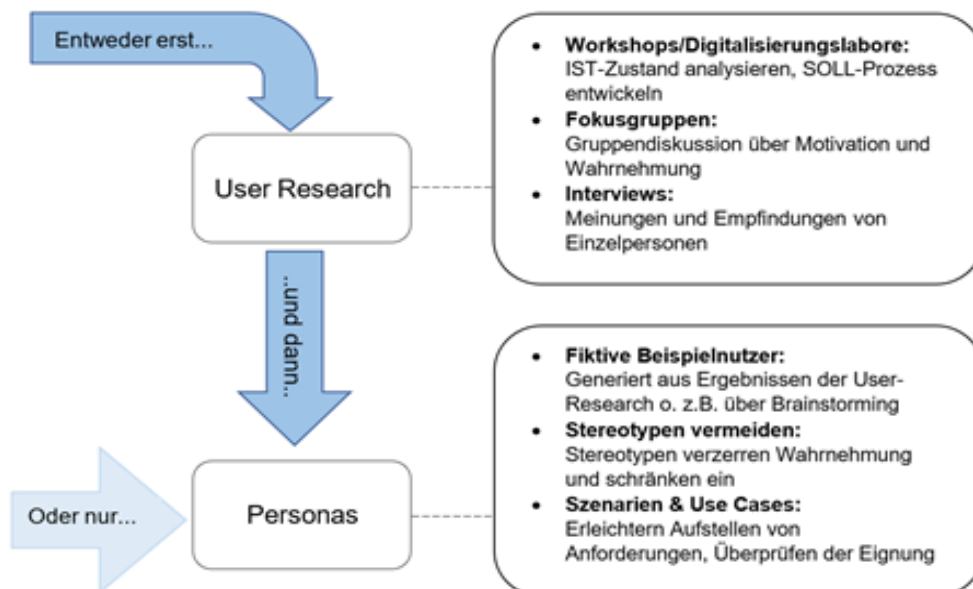 Entweder erst...
User Research
• Workshops/Digitalisierungslabore:
IST-Zustand analysieren, SOLL-Prozess
entwickeln
• Fokusgruppen:
Gruppendiskussion über Motivation und
Wahrnehmung
• Interviews:
Meinungen und Empfindungen von
Einzelpersonen
..und dann...
Oder nur...
Personas
• Fiktive Beispielnutzer:
Generiert aus Ergebnissen der User-
Research o. z.B. über Brainstorming
• Stereotypen vermeiden:
Stereotypen verzerren Wahrnehmung
und schränken ein
• Szenarien & Use Cases:
Erleichtern Aufstellen von
Anforderungen, Überprüfen der Eignung